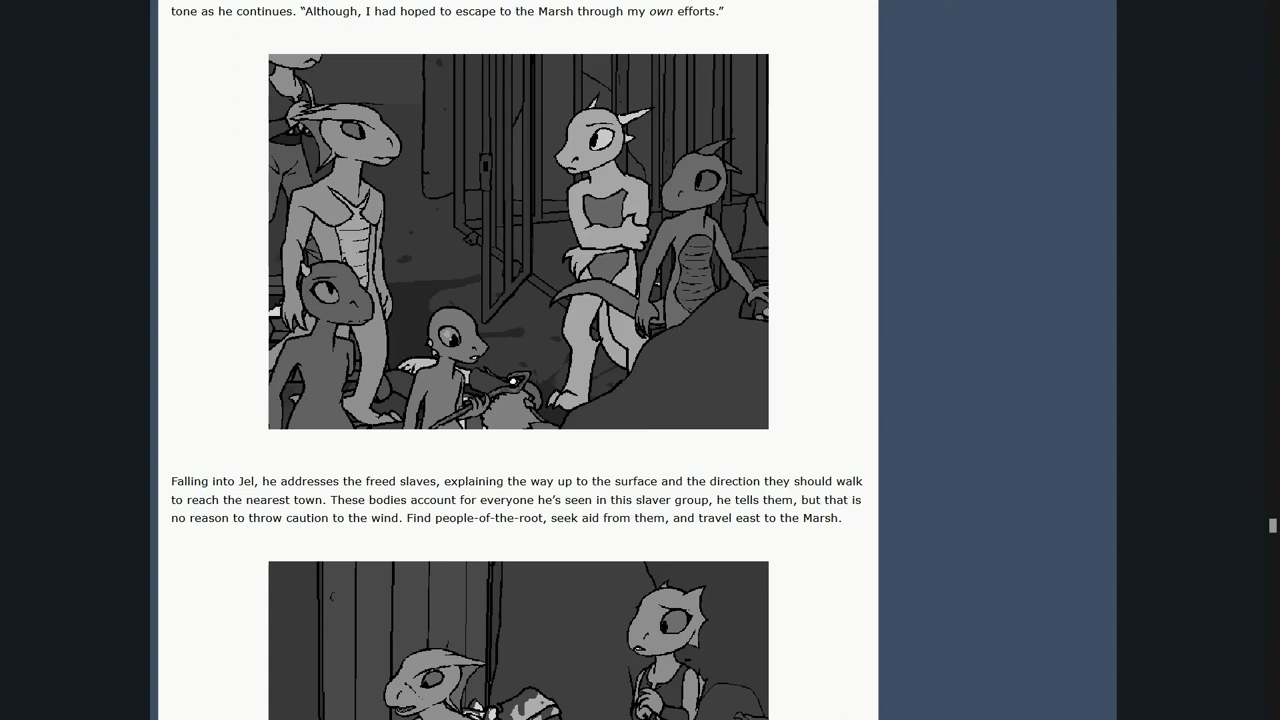 tone as he continues. “Although, I had hoped to escape to the Marsh through my own efforts.”
Falling into Jel, he addresses the freed slaves, explaining the way up to the surface and the direction they should walk
to reach the nearest town. These bodies account for everyone he’s seen in this slaver group, he tells them, but that is
no reason to throw caution to the wind. Find people-of-the-root, seek aid from them, and travel east to the Marsh.